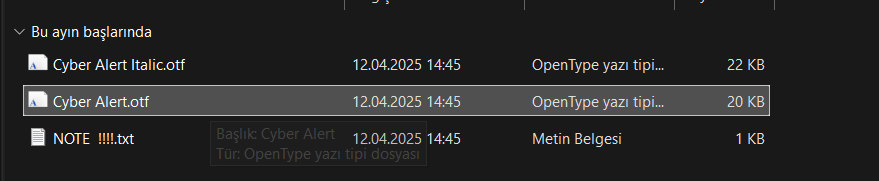 Bu ayın başlarında
Cyber Alert Italic.otf 12.04.2025 14:45 OpenType yazı tipi... 22 KB
Cyber Alert.otf 12.04.2025 14:45 OpenType yazı tipi... 20 KB
NOTE !!!!.txt 12.04.2025 14:45 Metin Belgesi 1 KB
Başlık: Cyber Alert
Tür: OpenType yazı tipi dosyası